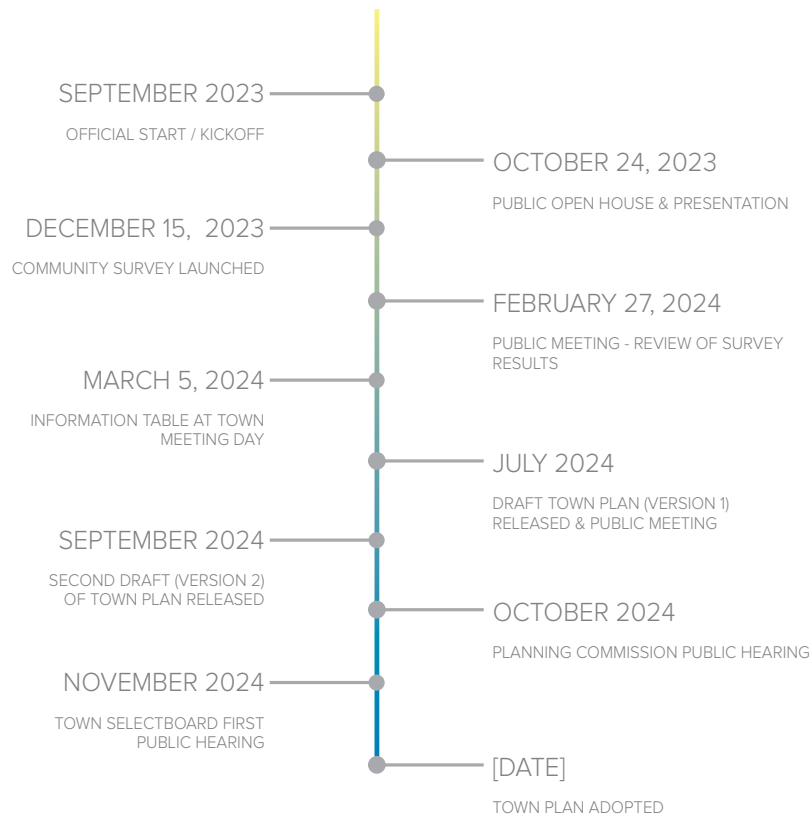 SEPTEMBER 2023
OFFICIAL START / KICKOFF
OCTOBER 24, 2023
PUBLIC OPEN HOUSE & PRESENTATION
DECEMBER 15,  2023
COMMUNITY SURVEY LAUNCHED
FEBRUARY 27, 2024
PUBLIC MEETING - REVIEW OF SURVEY
RESULTS
MARCH 5, 2024
INFORMATION TABLE AT TOWN
MEETING DAY
JULY 2024
DRAFT TOWN PLAN (VERSION 1)
RELEASED & PUBLIC MEETING
SEPTEMBER 2024
SECOND DRAFT (VERSION 2)
OF TOWN PLAN RELEASED
OCTOBER 2024
PLANNING COMMISSION PUBLIC HEARING
NOVEMBER 2024
TOWN SELECTBOARD FIRST
PUBLIC HEARING
[DATE]
TOWN PLAN ADOPTED